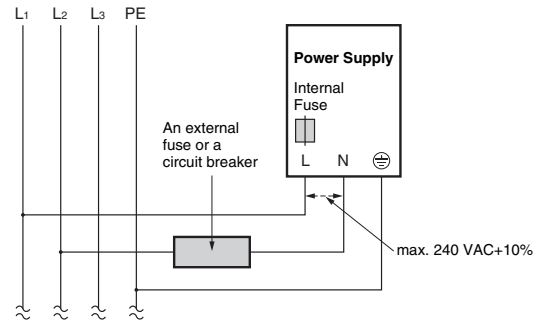 L1 L2 L3 PE
Power Supply
Internal
Fuse
An external
fuse or a
circuit breaker
L N
max. 240 VAC+10%